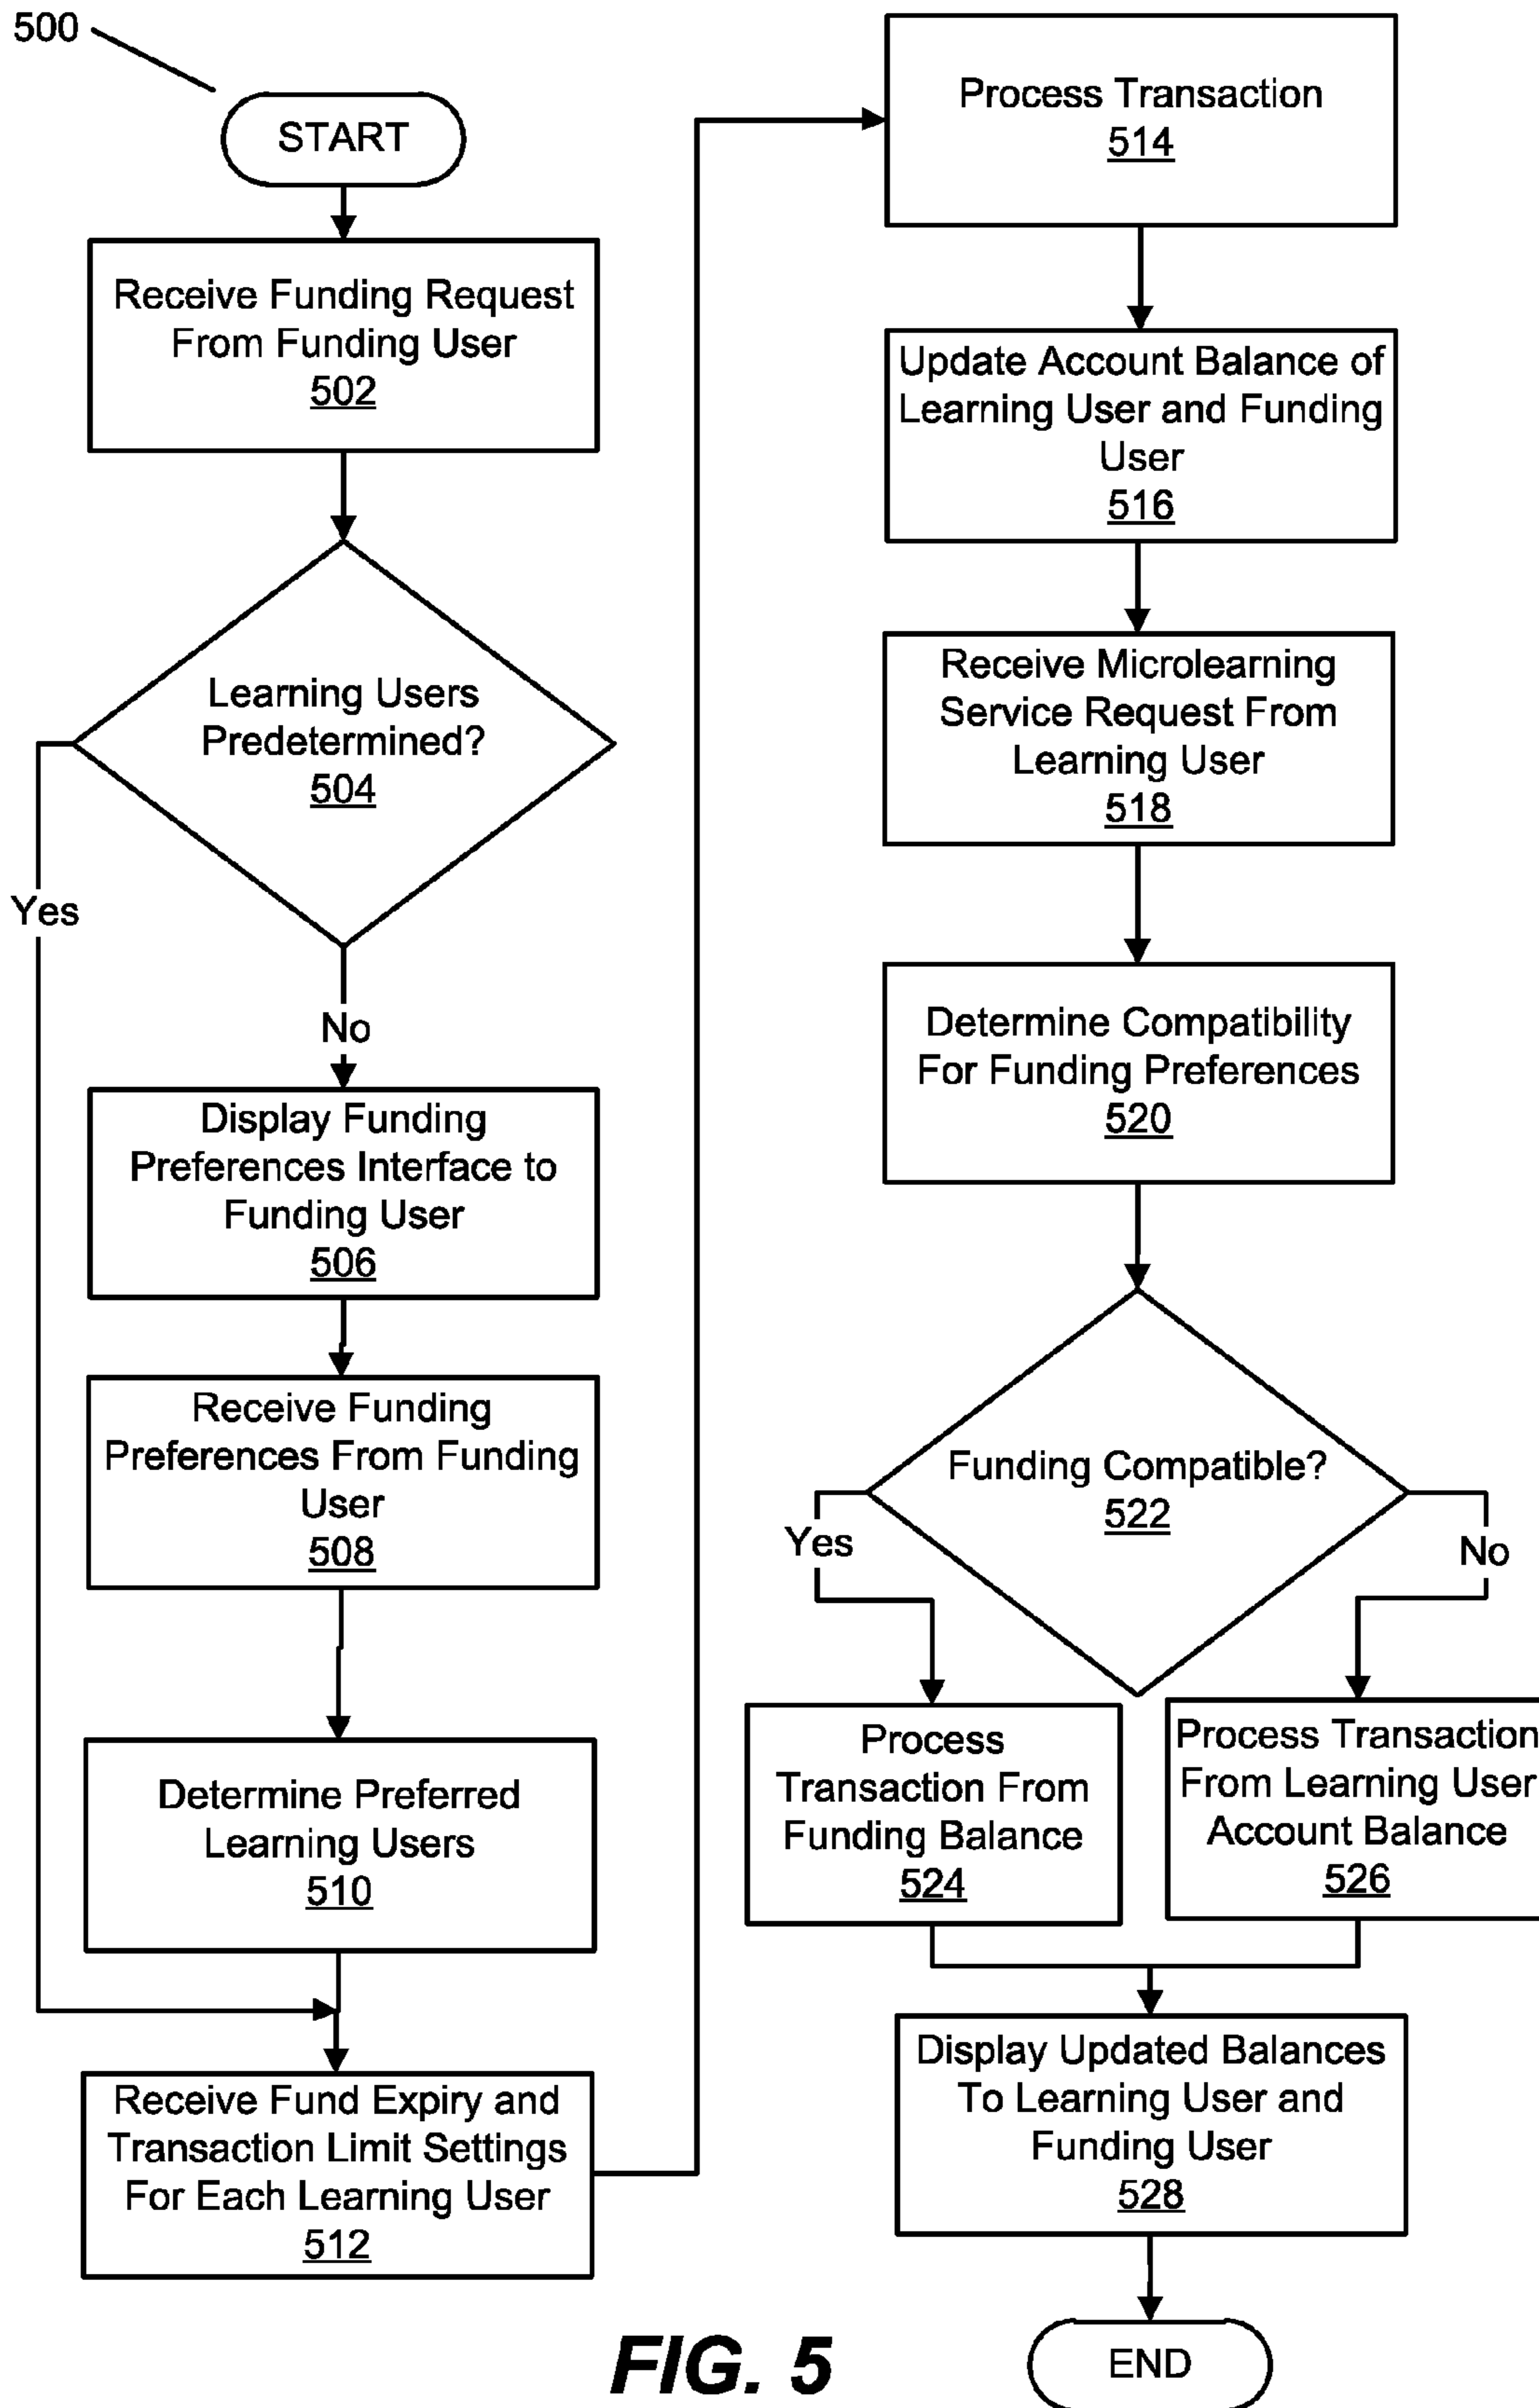 500
START
Receive Funding Request
From Funding User
502
Learning Users
Predetermined?
504
Yes
No
Display Funding
Preferences Interface to
Funding User
506
Receive Funding
Preferences From Funding
User
508
Determine Preferred
Learning Users
510
Receive Fund Expiry and
Transaction Limit Settings
For Each Learning User
512
Process Transaction
514
Update Account Balance of
Learning User and Funding
User
516
Receive Microlearning
Service Request From
Learning User
518
Determine Compatibility
For Funding Preferences
520
Funding Compatible?
522
Yes
No
Process
Transaction From
Funding Balance
524
Process Transaction
From Learning User
Account Balance
526
Display Updated Balances
To Learning User and
Funding User
528
END
FIG. 5